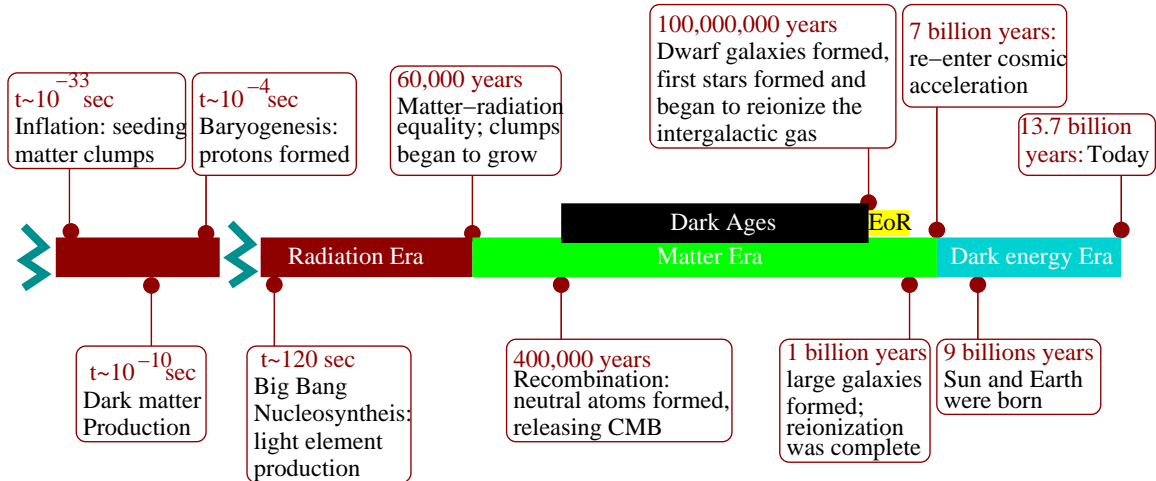 t~10^−33 sec
Inflation: seeding
matter clumps
t~10^−4 sec
Baryogenesis:
protons formed
60,000 years
Matter−radiation
equality; clumps
began to grow
100,000,000 years
Dwarf galaxies formed,
first stars formed and
began to reionize the
intergalactic gas
7 billion years:
re−enter cosmic
acceleration
13.7 billion
years: Today
Dark Ages
EoR
Radiation Era
Matter Era
Dark energy Era
t~10^−10 sec
Dark matter
Production
t~120 sec
Big Bang
Nucleosyntheis:
light element
production
400,000 years
Recombination:
neutral atoms formed,
releasing CMB
1 billion years
large galaxies
formed;
reionization
was complete
9 billions years
Sun and Earth
were born